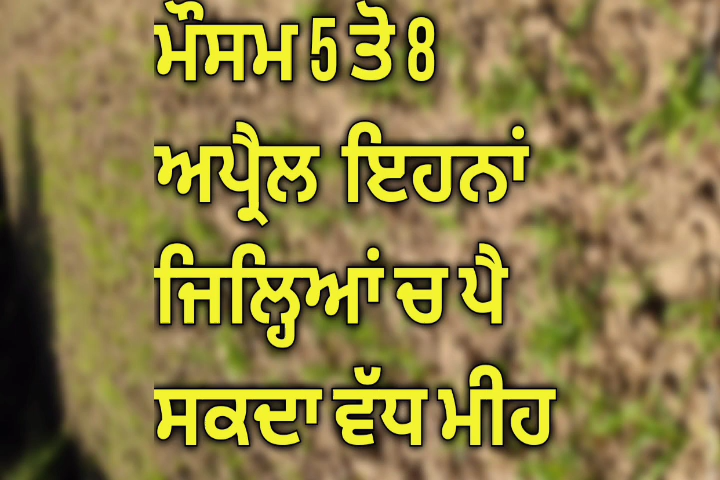 ਮੌਸਮ 5 ਤੋ 8
ਅਪ੍ਰੈਲ ਇਹਨਾਂ
ਜਿਲ੍ਹਿਆਂ ਚ ਪੈ
ਸਕਦਾ ਵੱਧ ਮੀਹ